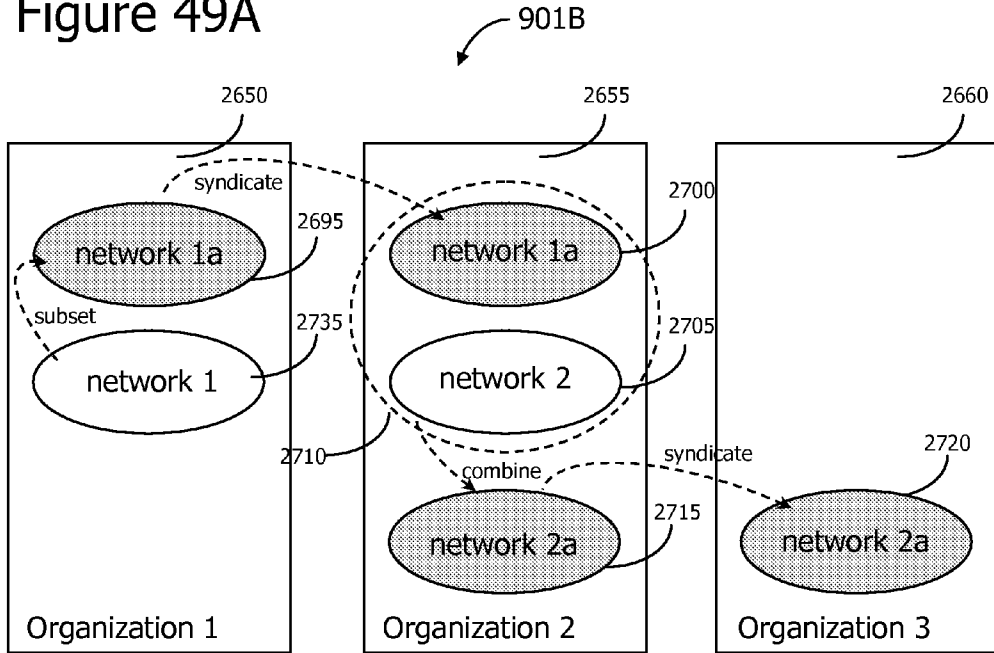 Figure 49A
901B
2650
2655
2660
syndicate
network 1a
2695
network 1a
2700
subset
2735
network 1
2705
network 2
2710
combine
syndicate
2720
network 2a
2715
network 2a
Organization 1
Organization 2
Organization 3